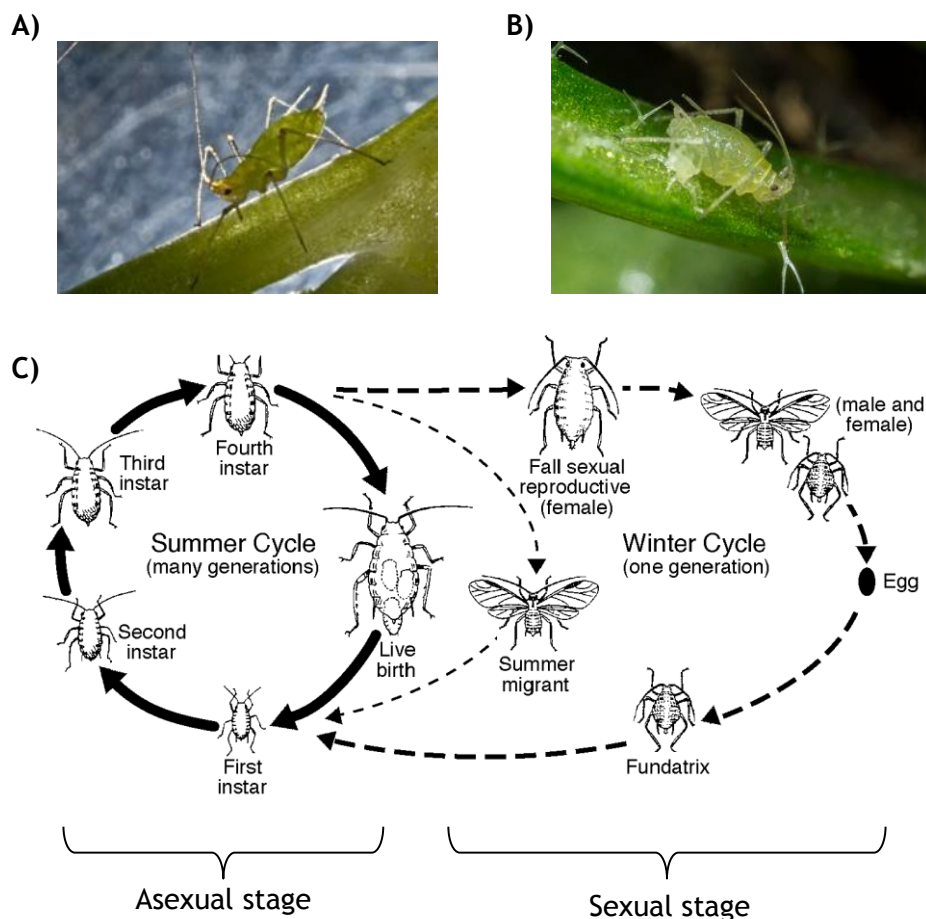 A)
B)
C)
Third
instar
Fourth
instar
Fall sexual
reproductive
(female)
(male and
female)
Summer Cycle
(many generations)
Winter Cycle
(one generation)
Egg
Second
instar
Live
birth
Summer
migrant
First
instar
Fundatrix
Asexual stage
Sexual stage